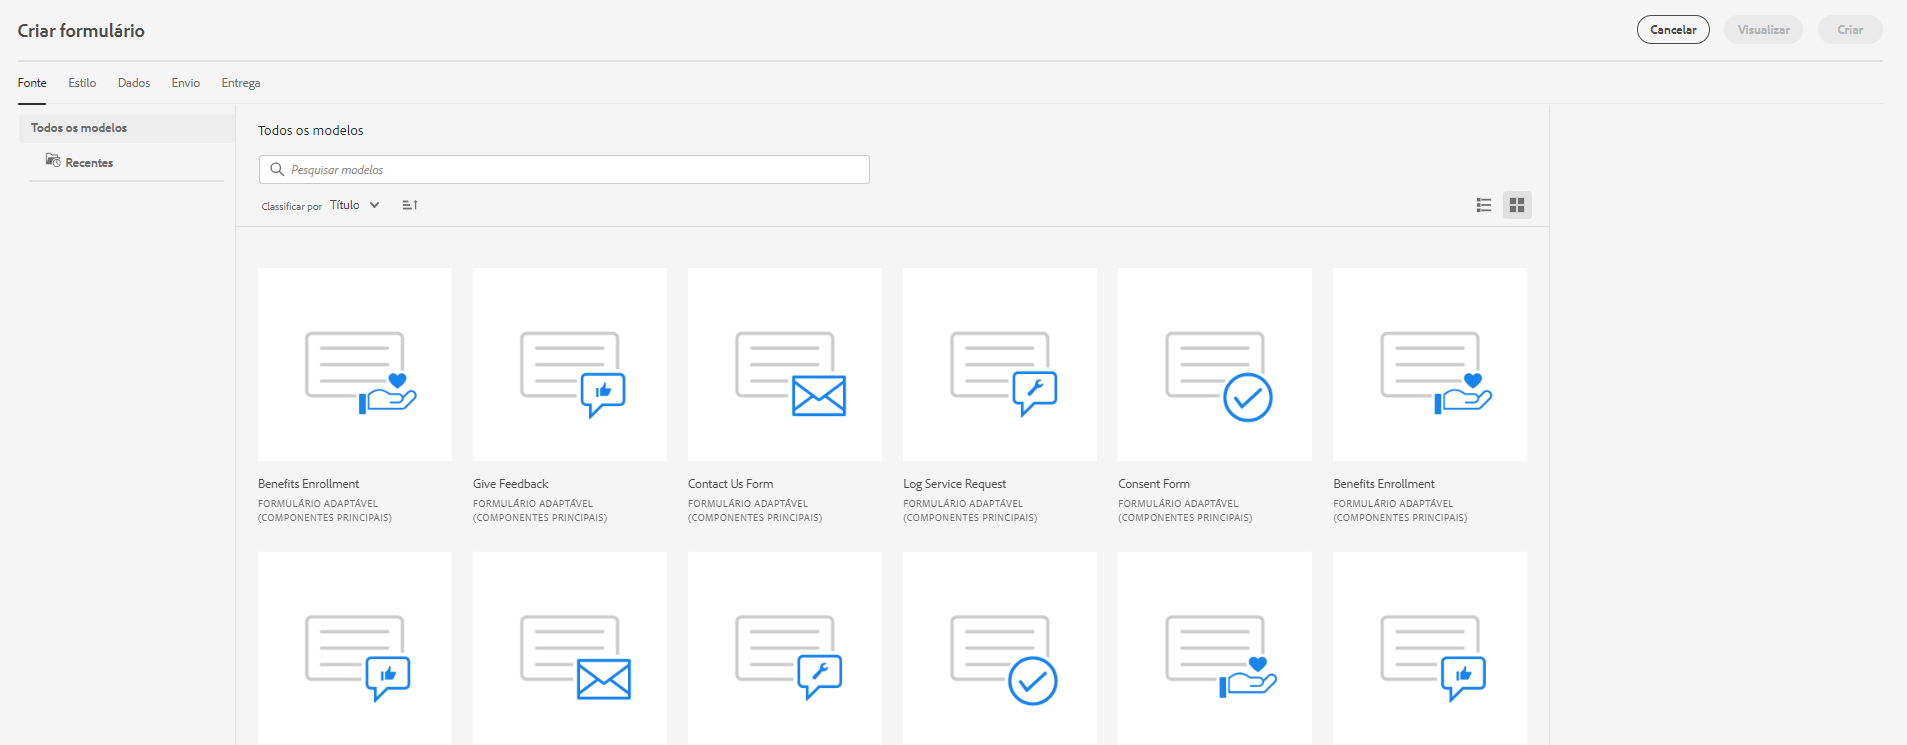 Criar formulário
Cancelar
Visualizar
Criar
Fonte
Estilo
Dados
Envio
Entrega
Todos os modelos
Recentes
Todos os modelos
Pesquisar modelos
Classificar por
Título
Benefits Enrollment
FORMULÁRIO ADAPTÁVEL
(COMPONENTES PRINCIPAIS)
Give Feedback
FORMULÁRIO ADAPTÁVEL
(COMPONENTES PRINCIPAIS)
Contact Us Form
FORMULÁRIO ADAPTÁVEL
(COMPONENTES PRINCIPAIS)
Log Service Request
FORMULÁRIO ADAPTÁVEL
(COMPONENTES PRINCIPAIS)
Consent Form
FORMULÁRIO ADAPTÁVEL
(COMPONENTES PRINCIPAIS)
Benefits Enrollment
FORMULÁRIO ADAPTÁVEL
(COMPONENTES PRINCIPAIS)